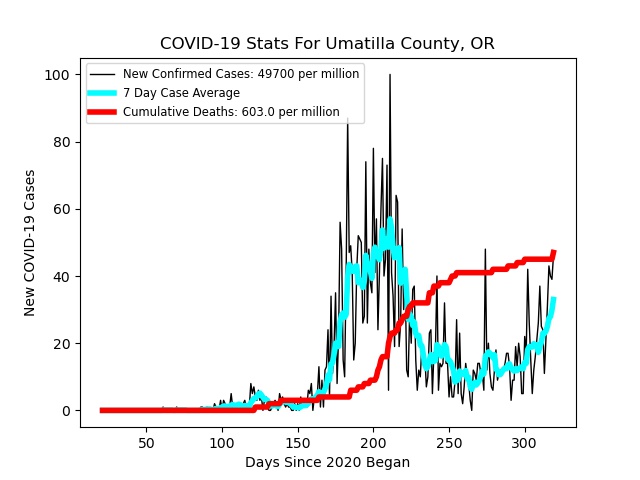 COVID-19 Stats For Umatilla County, OR
New Confirmed Cases: 49700 per million
7 Day Case Average
Cumulative Deaths: 603.0 per million
100
80
60
40
20
0
New COVID-19 Cases
50 100 150 200 250 300
Days Since 2020 Began